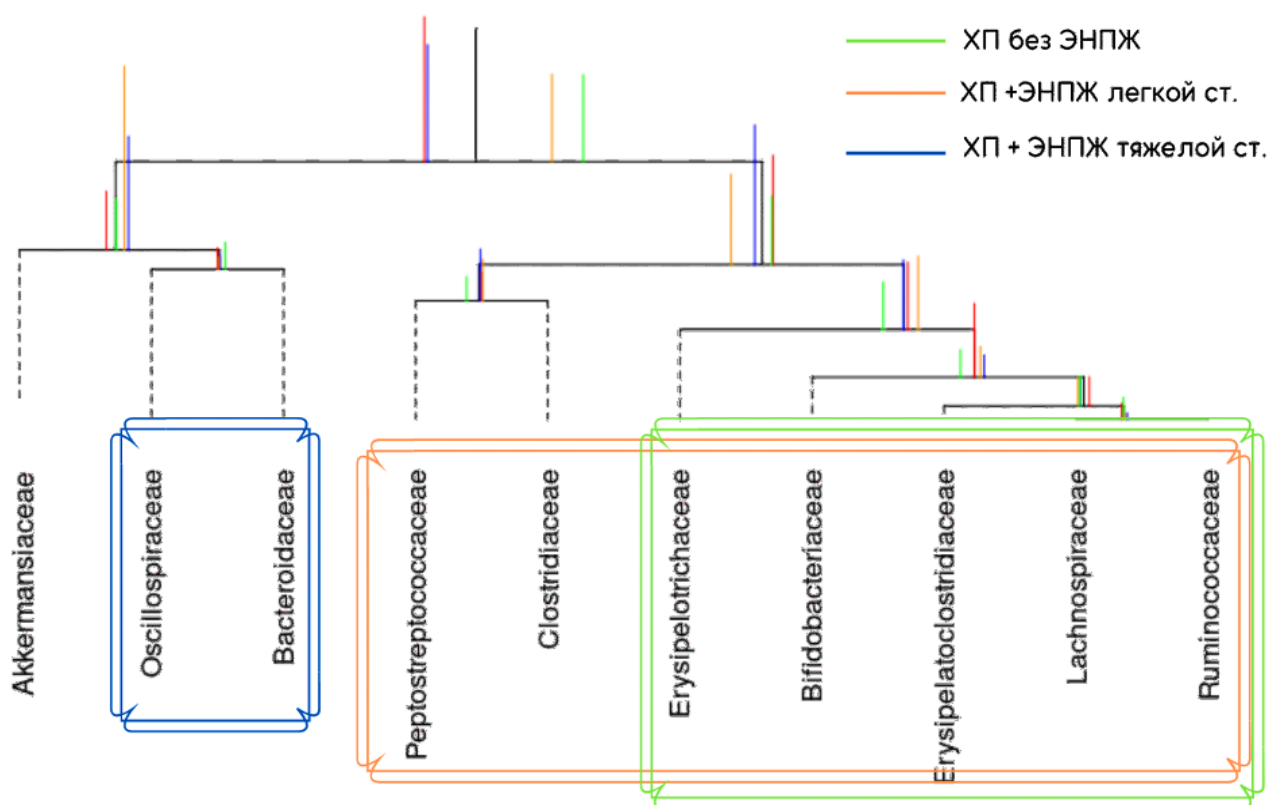 ХП без ЭНПЖ
ХП +ЭНПЖ легкой ст.
ХП + ЭНПЖ тяжелой ст.
Akkermansiaceae
Oscillospiraceae
Bacteroidaceae
Peptostreptococcaceae
Clostridiaceae
Erysipelotrichaceae
Bifidobacteriaceae
Erysipelatoclostridiaceae
Lachnospiraceae
Ruminococcaceae